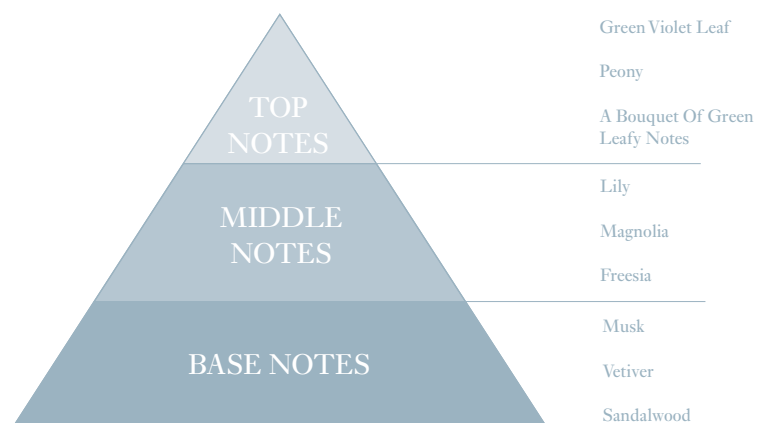 Green Violet Leaf
Peony
A Bouquet Of Green
Leafy Notes
TOP
NOTES
Lily
Magnolia
Freesia
MIDDLE
NOTES
Musk
Vetiver
Sandalwood
BASE NOTES